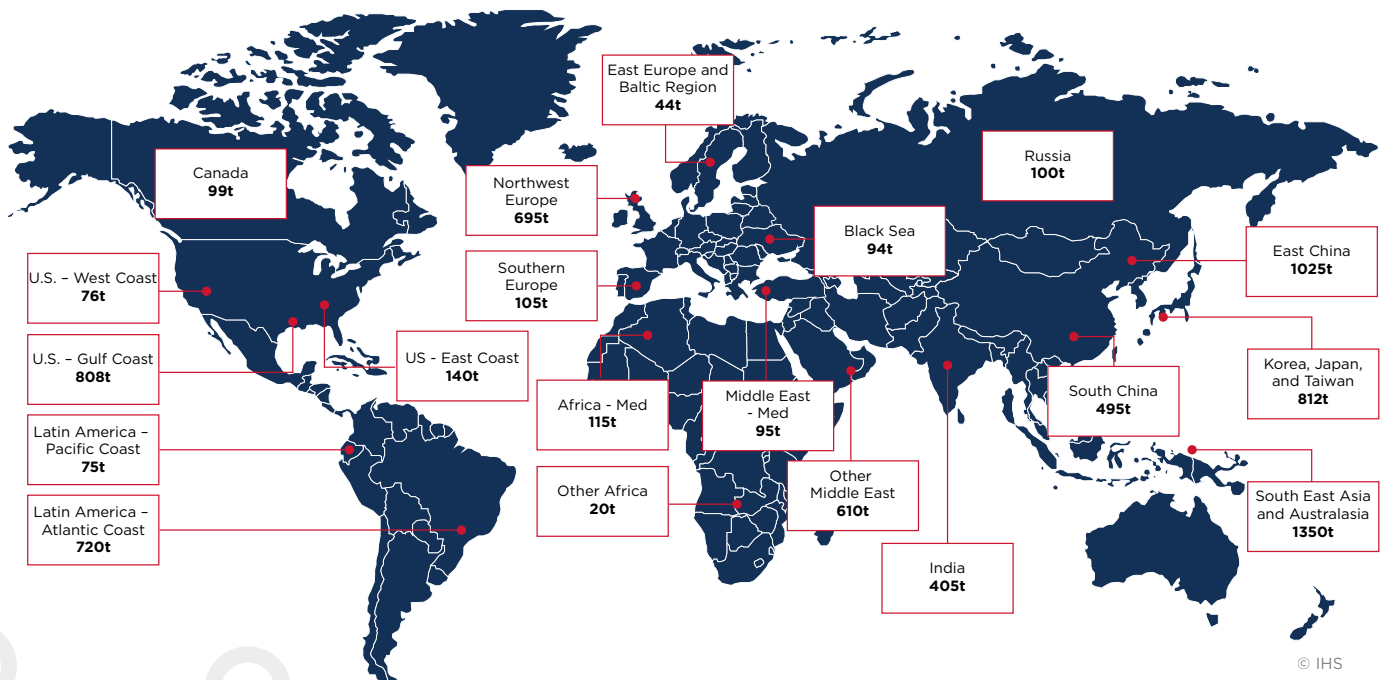 East Europe and
Baltic Region
44t
Russia
100t
Canada
99t
Northwest
Europe
695t
Black Sea
94t
East China
1025t
U.S. – West Coast
76t
Southern
Europe
105t
U.S. – Gulf Coast
808t
US - East Coast
140t
Korea, Japan,
and Taiwan
812t
South China
495t
Africa - Med
115t
Middle East
- Med
95t
Latin America –
Pacific Coast
75t
Other Africa
20t
Other
Middle East
610t
South East Asia
and Australasia
1350t
Latin America –
Atlantic Coast
720t
India
405t
© IHS